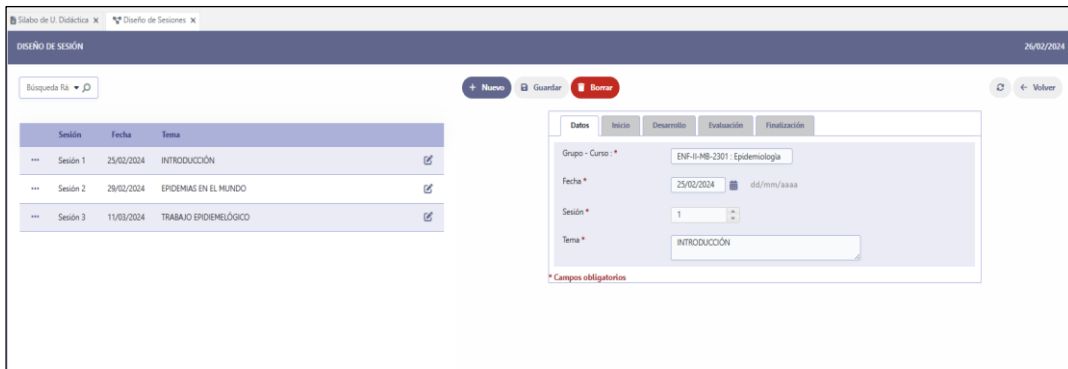 Silabo de U. Didáctica × Diseño de Sesiones ×
DISEÑO DE SESIÓN 26/02/2024
Búsqueda Rá
+ Nuevo Guardar Borrar ← Volver
Datos Inicio Desarrollo Evaluación Finalización
Sesión Fecha Tema
Sesión 1 25/02/2024 INTRODUCCIÓN
Sesión 2 29/02/2024 EPIDEMIAS EN EL MUNDO
Sesión 3 11/03/2024 TRABAJO EPIDIEMELÓGICO
Grupo - Curso : * ENF-II-MB-2301 : Epidemiologia
Fecha * 25/02/2024 dd/mm/aaaa
Sesión * 1
Tema * INTRODUCCIÓN
* Campos obligatorios